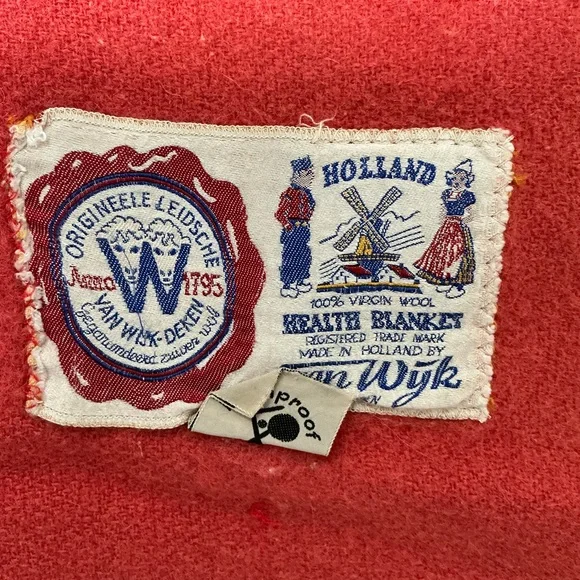 ORIGINEELE LEIDSCHE
W
Anno 1795
VAN WIJK-DEKEN
Gegarandeerd zuiver wol
HOLLAND
100% VIRGIN WOOL
HEALTH BLANKET
REGISTERED TRADE MARK
MADE IN HOLLAND BY
van Wÿk
proof